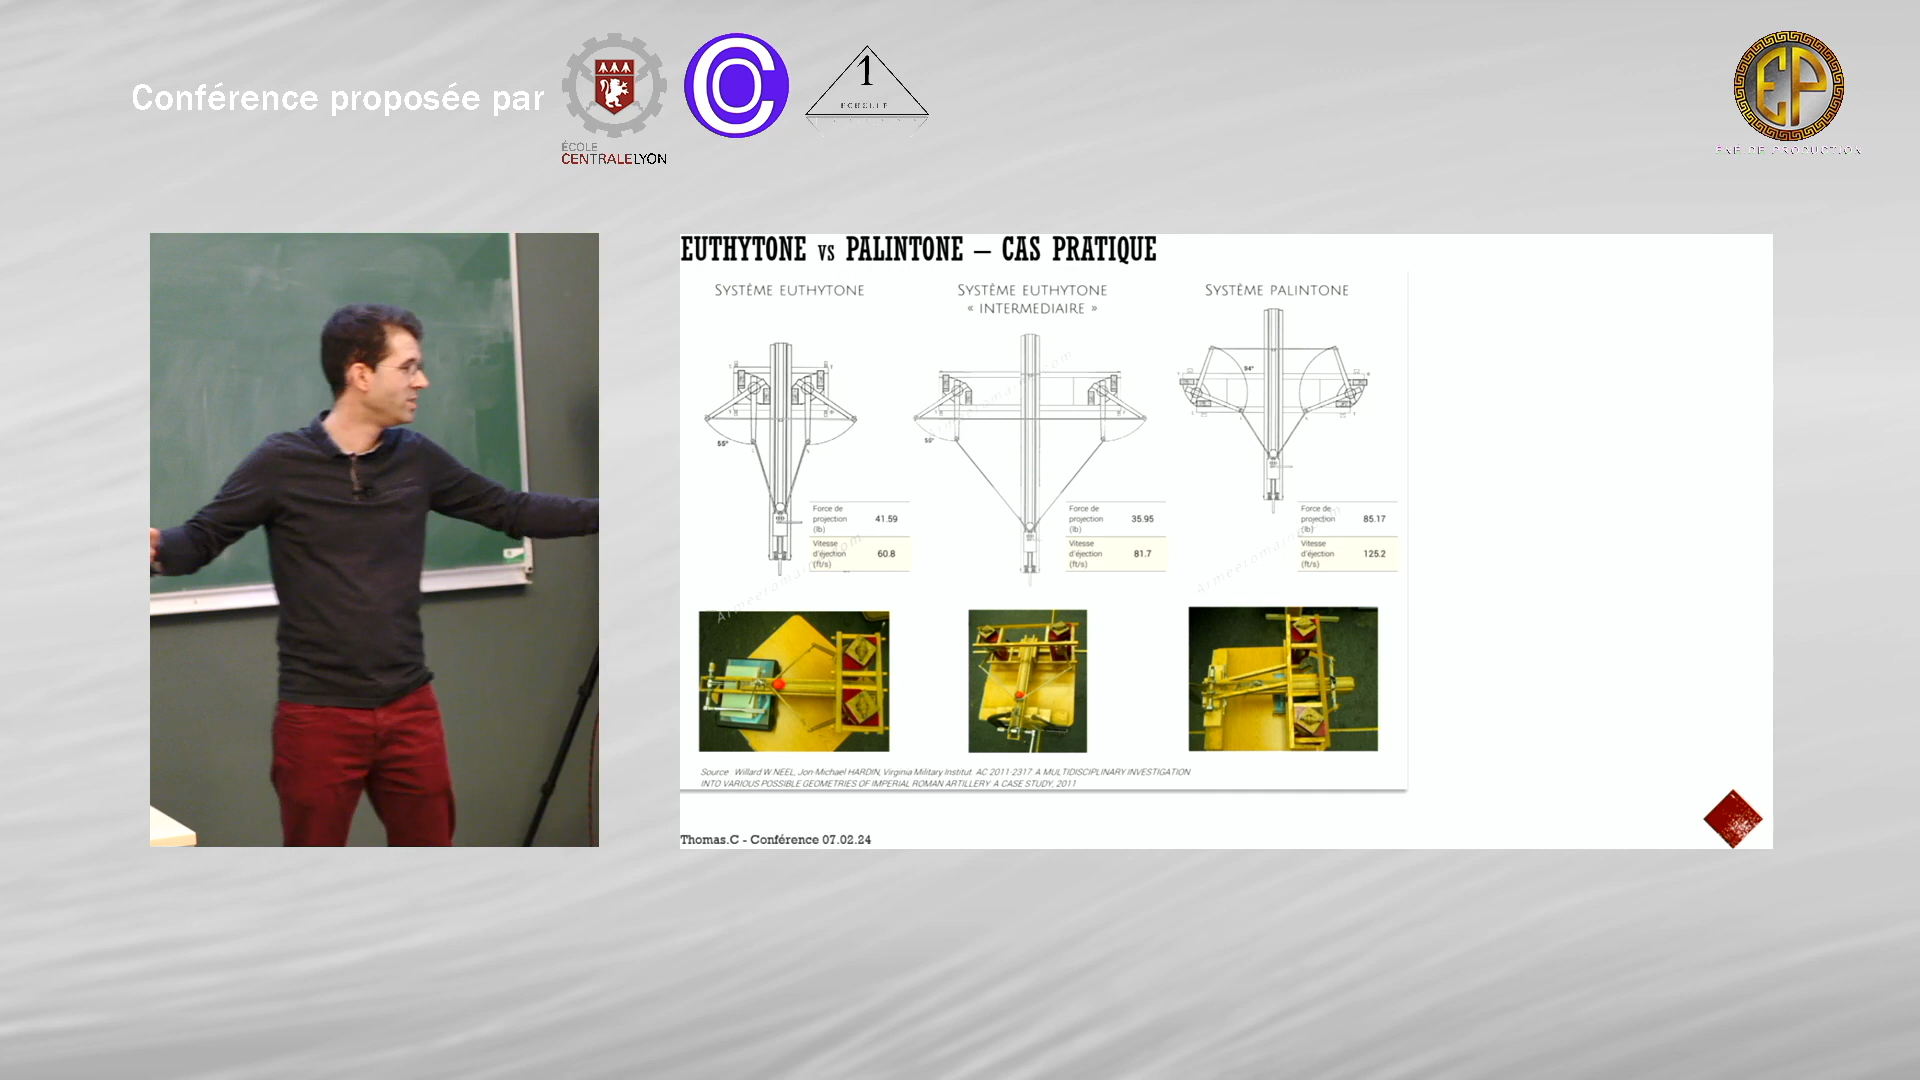 Conférence proposée par
ÉCOLE
CENTRALELYON
1
ECHELLE
EP
EUTHYTONE VS PALINTONE – CAS PRATIQUE
SYSTÈME EUTHYTONE
SYSTÈME EUTHYTONE
« INTERMEDIAIRE »
SYSTÈME PALINTONE
55°
55°
54°
Force de
projection
(lb)
41.59
Vitesse
d'éjection
(ft/s)
60.8
Force de
projection
(lb)
35.95
Vitesse
d'éjection
(ft/s)
81.7
Force de
projection
(lb)
85.17
Vitesse
d'éjection
(ft/s)
125.2
Source Willard W.NEEL, Jon-Michael HARDIN, Virginia Military Institut. AC 2011-2317: A MULTIDISCIPLINARY INVESTIGATION
INTO VARIOUS POSSIBLE GEOMETRIES OF IMPERIAL ROMAN ARTILLERY: A CASE STUDY, 2011
Thomas.C - Conférence 07.02.24